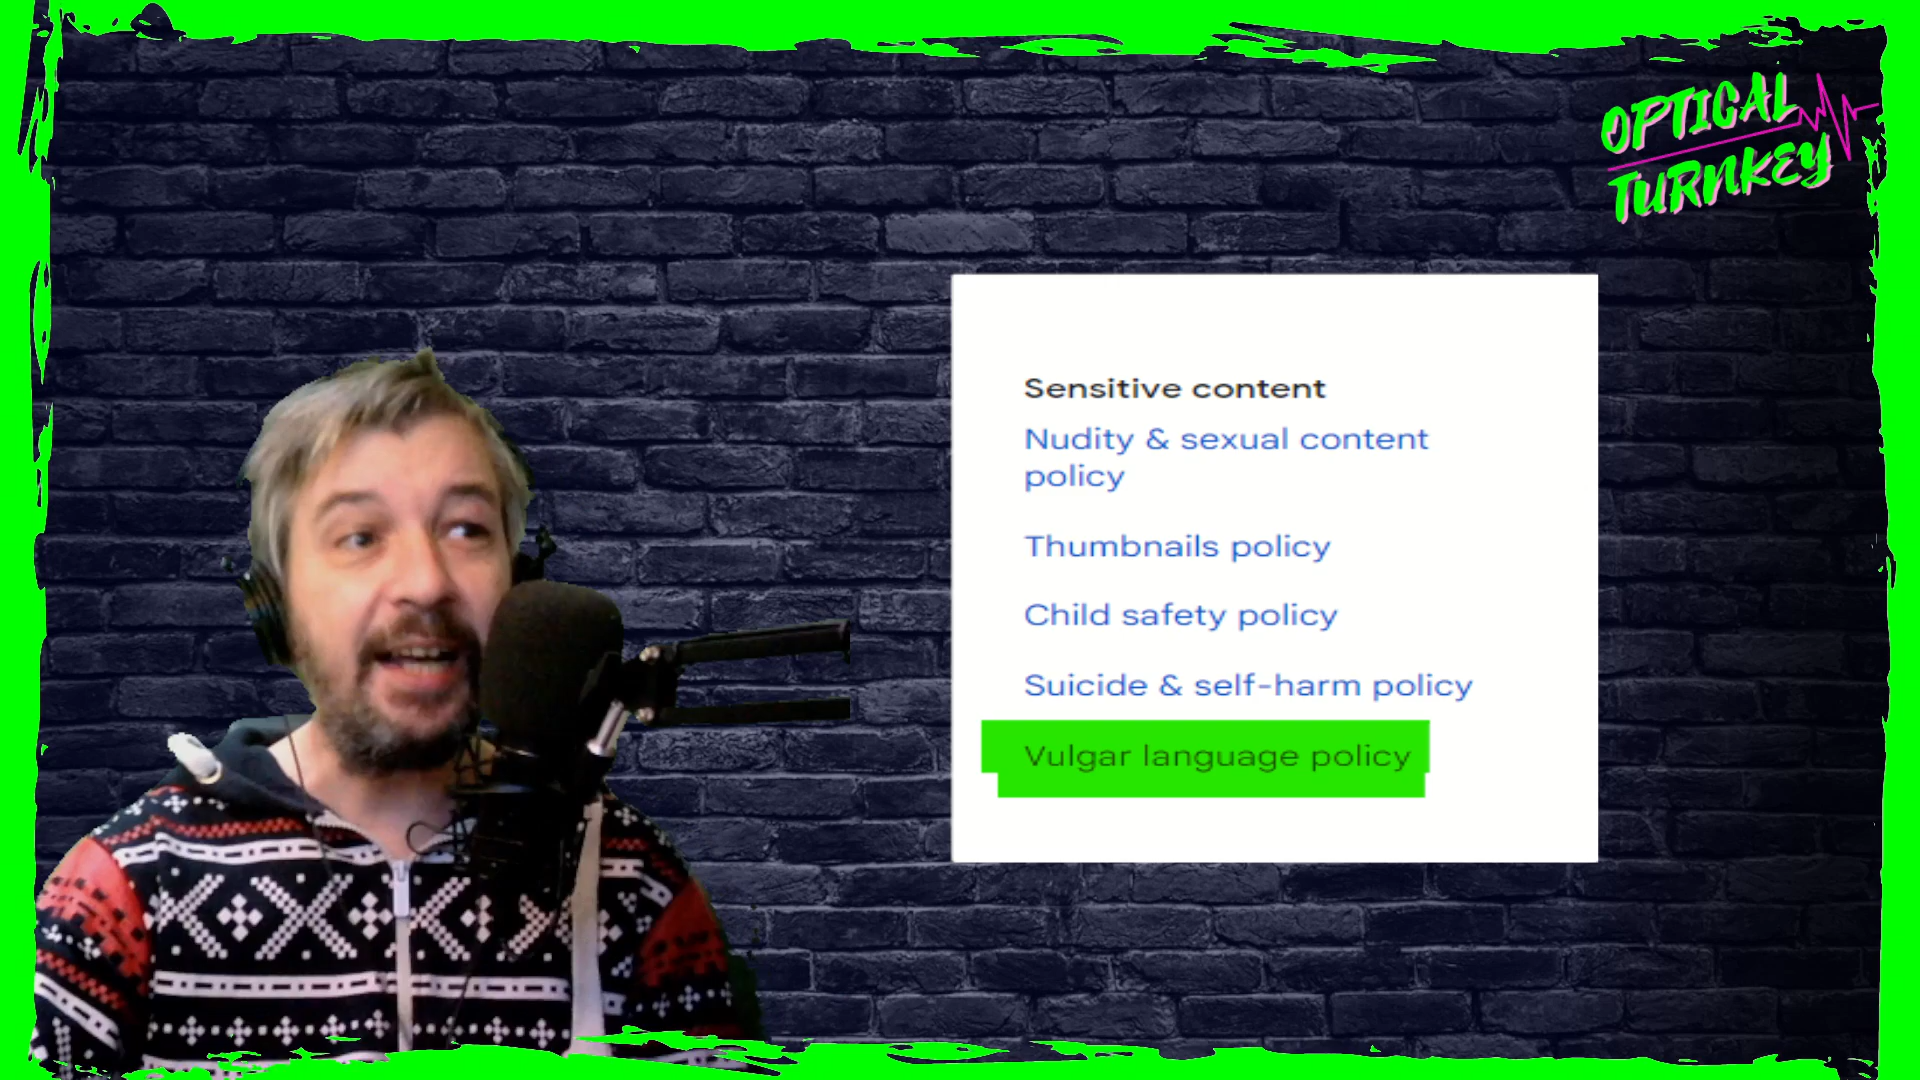 OPTICAL
TURNKEY
Sensitive content
Nudity & sexual content
policy
Thumbnails policy
Child safety policy
Suicide & self-harm policy
Vulgar language policy